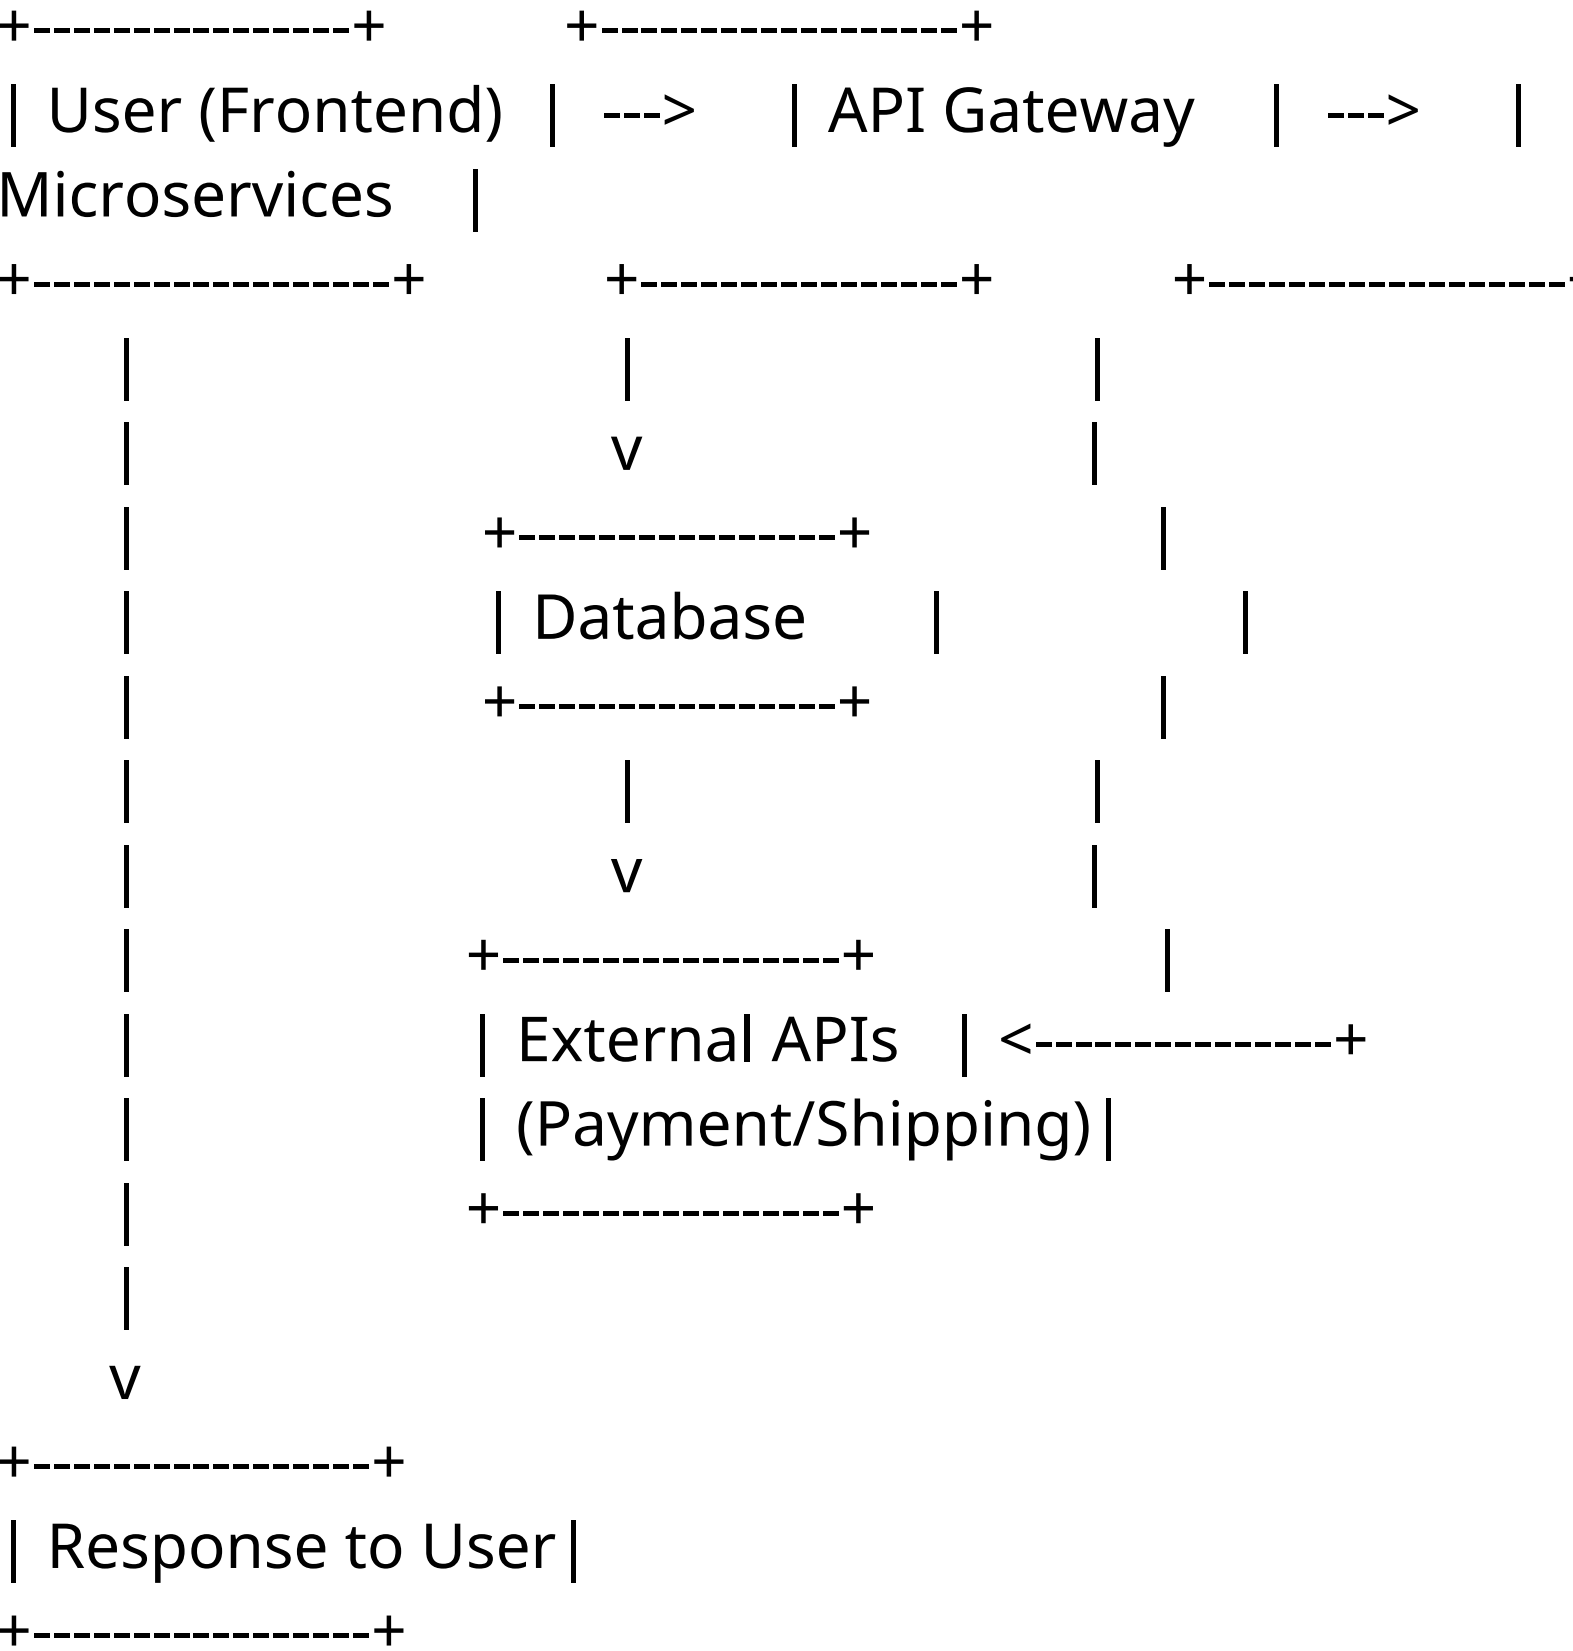 +----------------+ +------------------+
| User (Frontend) | ---> | API Gateway | ---> |
Microservices |
+------------------+ +----------------+ +------------------+
| | |
| v |
| +----------------+ |
| | Database | |
| +----------------+ |
| | |
| v |
| +-----------------+ |
| | External APIs | <---------------+
| | (Payment/Shipping)|
| +-----------------+
|
v
+-----------------+
| Response to User|
+-----------------+